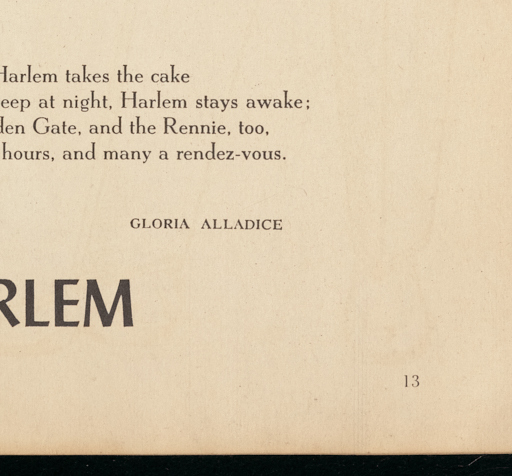 Harlem takes the cake
eep at night, Harlem stays awake;
den Gate, and the Rennie, too,
hours, and many a rendez-vous.
GLORIA ALLADICE
RLEM
13